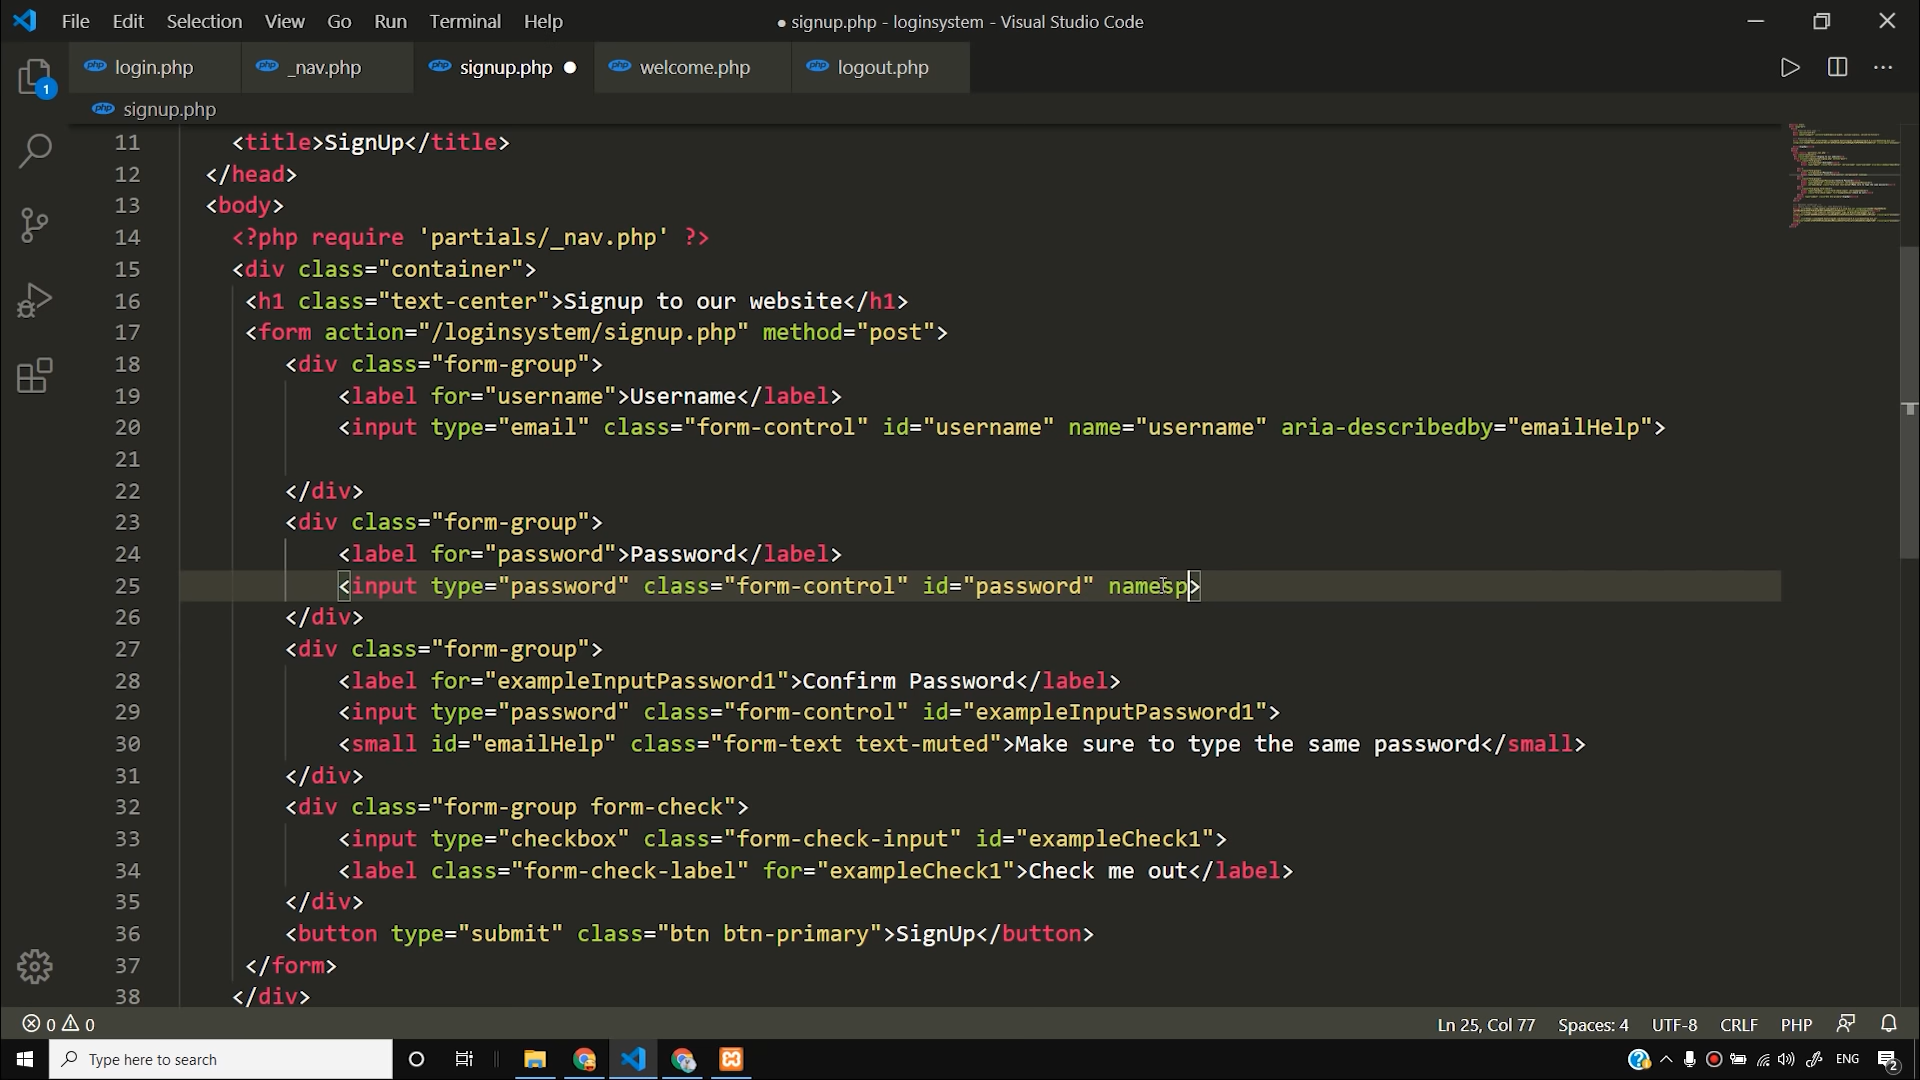 File Edit Selection View Go Run Terminal Help ● signup.php - loginsystem - Visual Studio Code
php login.php php _nav.php php signup.php ● php welcome.php php logout.php
1
php signup.php
11 <title>SignUp</title>
12 </head>
13 <body>
14 <?php require 'partials/_nav.php' ?>
15 <div class="container">
16 <h1 class="text-center">Signup to our website</h1>
17 <form action="/loginsystem/signup.php" method="post">
18 <div class="form-group">
19 <label for="username">Username</label>
20 <input type="email" class="form-control" id="username" name="username" aria-describedby="emailHelp">
21
22 </div>
23 <div class="form-group">
24 <label for="password">Password</label>
25 <input type="password" class="form-control" id="password" namesp>
26 </div>
27 <div class="form-group">
28 <label for="exampleInputPassword1">Confirm Password</label>
29 <input type="password" class="form-control" id="exampleInputPassword1">
30 <small id="emailHelp" class="form-text text-muted">Make sure to type the same password</small>
31 </div>
32 <div class="form-group form-check">
33 <input type="checkbox" class="form-check-input" id="exampleCheck1">
34 <label class="form-check-label" for="exampleCheck1">Check me out</label>
35 </div>
36 <button type="submit" class="btn btn-primary">SignUp</button>
37 </form>
38 </div>
0 0 Ln 25, Col 77 Spaces: 4 UTF-8 CRLF PHP
Type here to search ENG 2